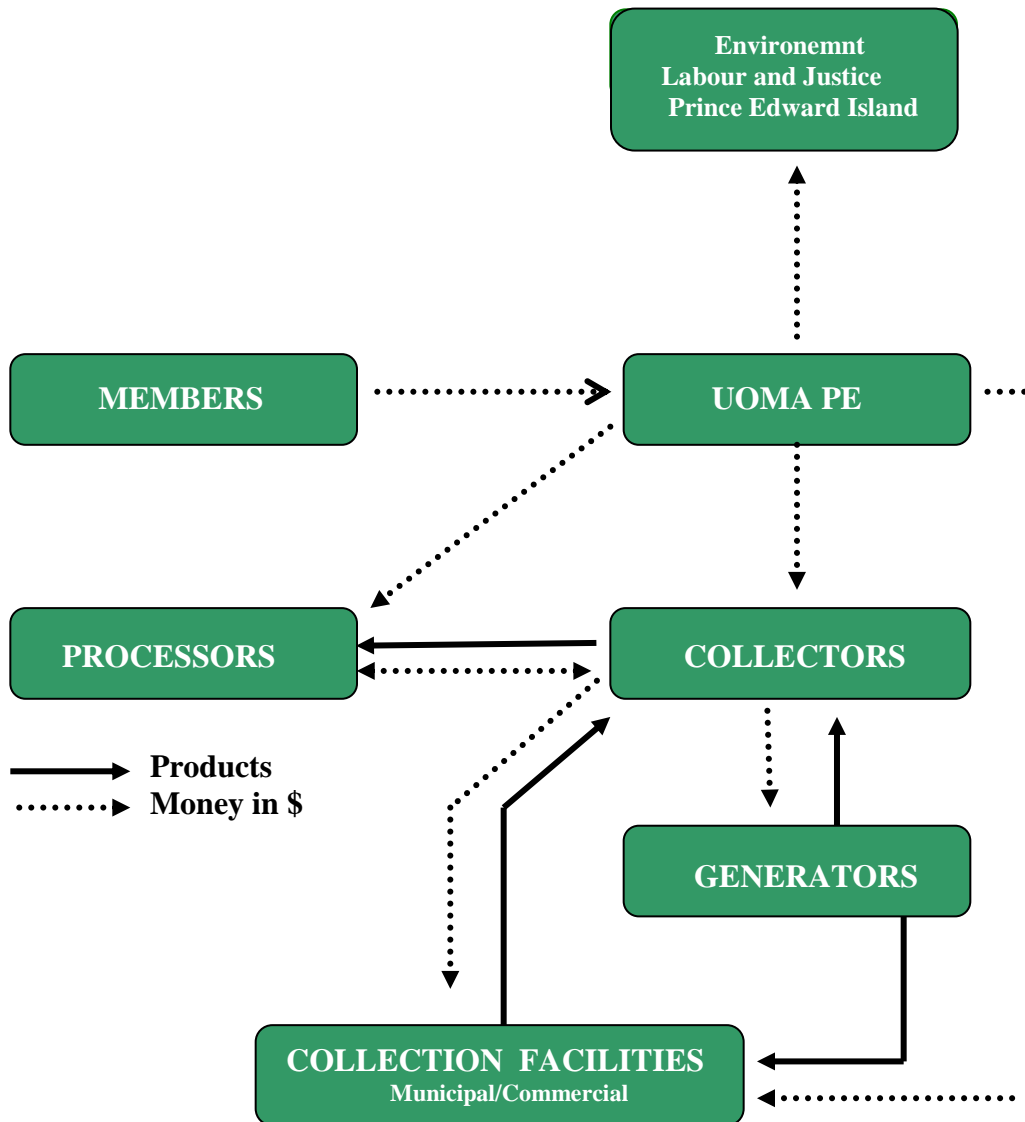 Environemnt
Labour and Justice
Prince Edward Island
MEMBERS
UOMA PE
PROCESSORS
COLLECTORS
Products
Money in $
GENERATORS
COLLECTION FACILITIES
Municipal/Commercial